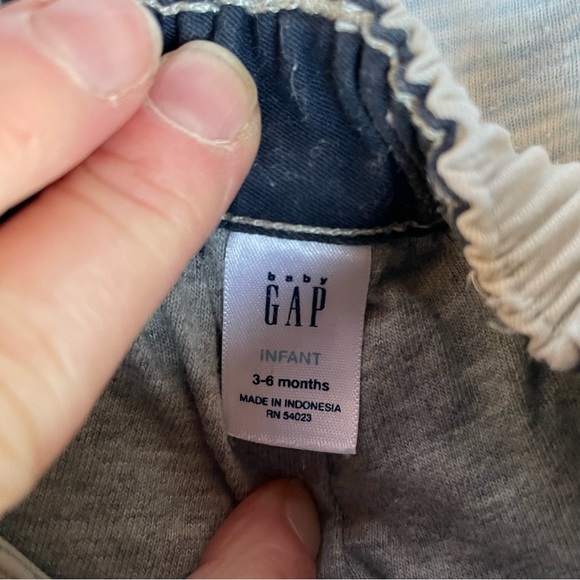 baby
GAP
INFANT
3-6 months
MADE IN INDONESIA
RN 54023